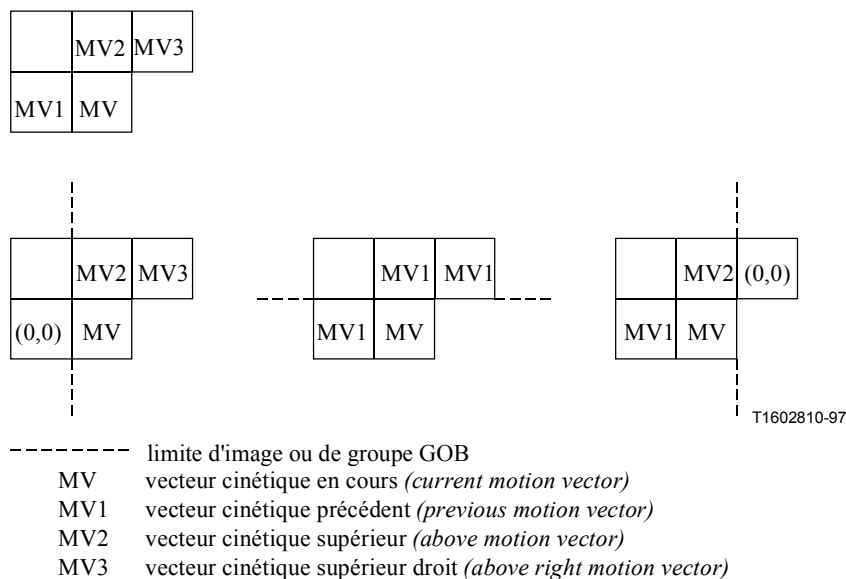 MV2 MV3
MV1 MV
MV2 MV3
(0,0) MV
MV1 MV1
MV1 MV
MV2 (0,0)
MV1 MV
T1602810-97
limite d'image ou de groupe GOB
MV vecteur cinétique en cours (current motion vector)
MV1 vecteur cinétique précédent (previous motion vector)
MV2 vecteur cinétique supérieur (above motion vector)
MV3 vecteur cinétique supérieur droit (above right motion vector)